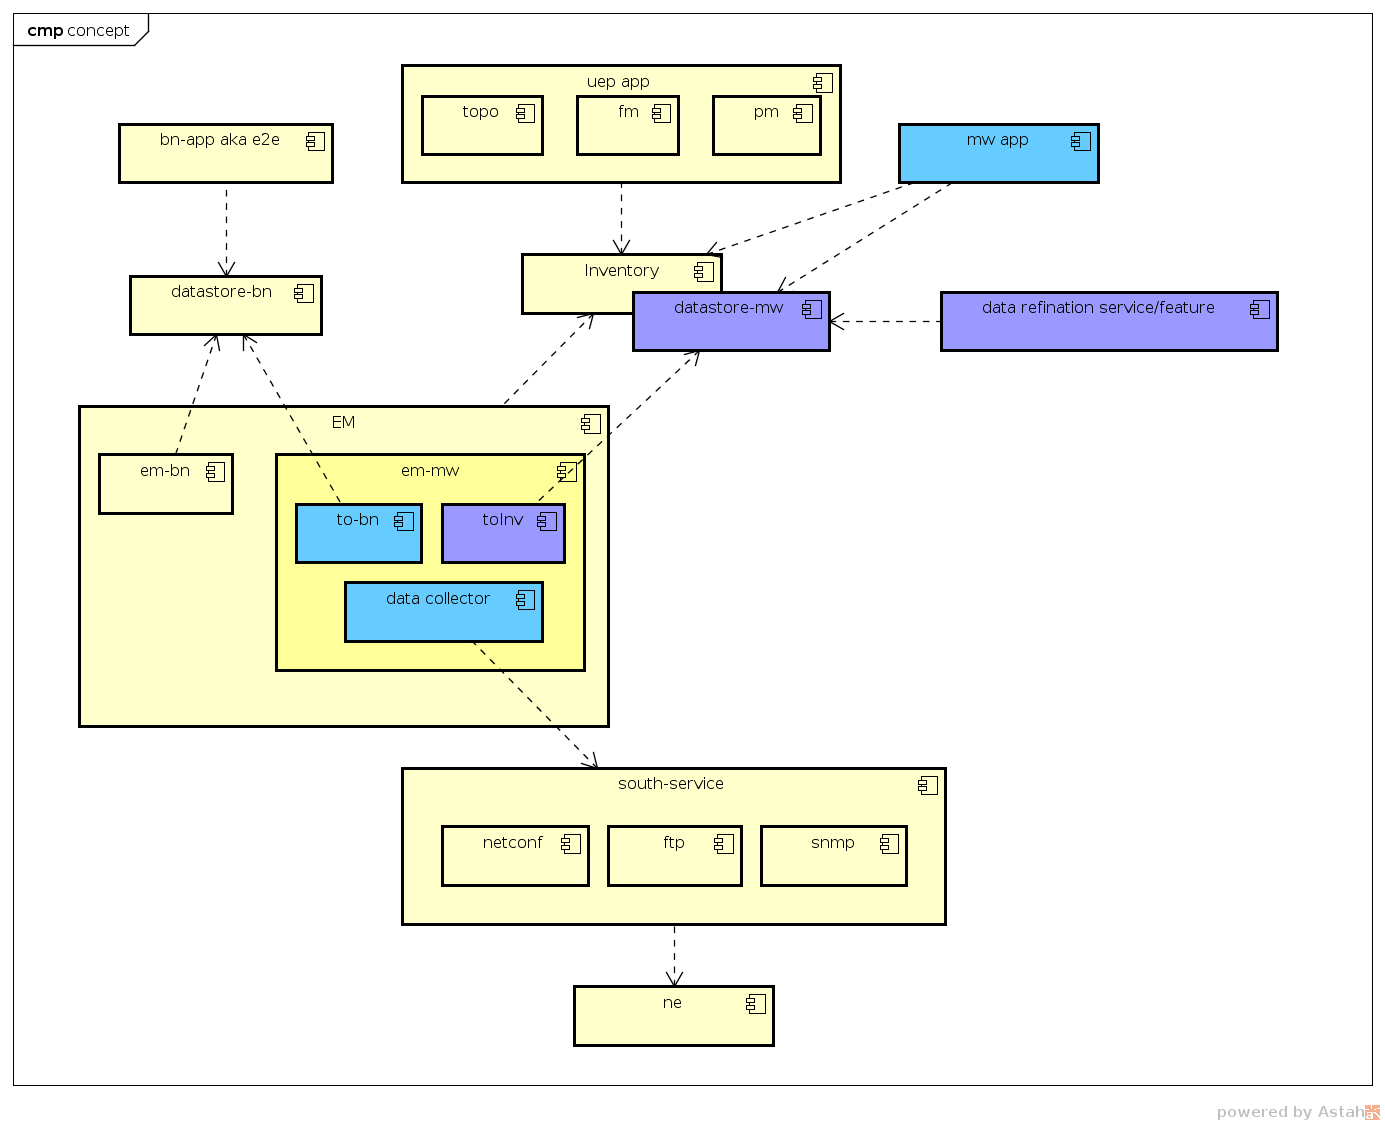 cmp concept
uep app
topo
fm
pm
bn-app aka e2e
mw app
Inventory
datastore-bn
datastore-mw
data refination service/feature
EM
em-bn
em-mw
to-bn
toInv
data collector
south-service
netconf
ftp
snmp
ne
powered by Astah